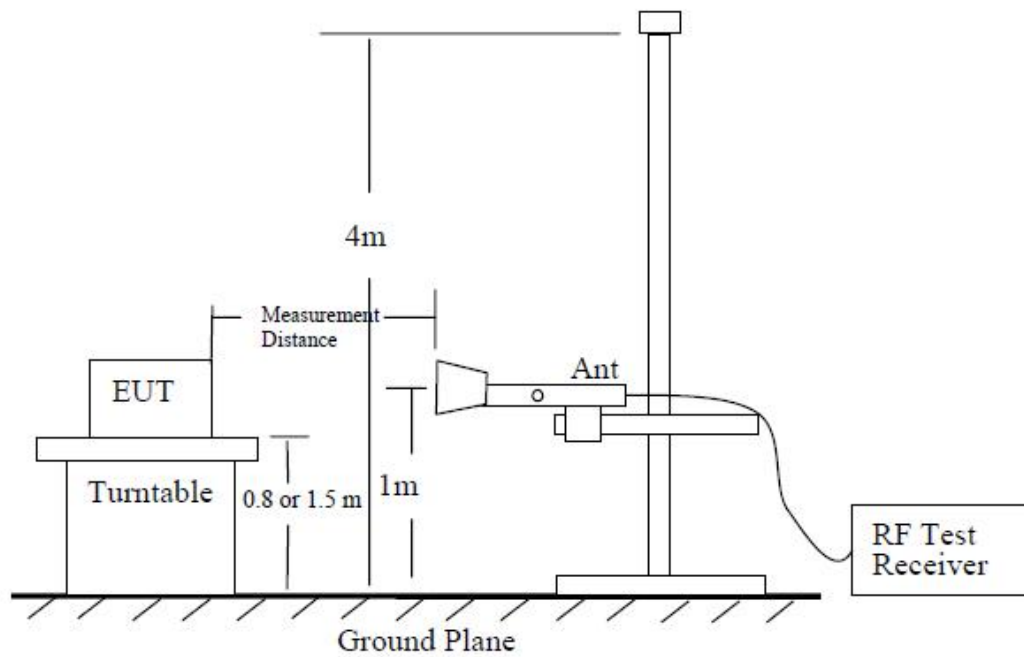 4m
Measurement
Distance
Ant
EUT
Turntable
0.8 or 1.5 m
1m
RF Test
Receiver
Ground Plane